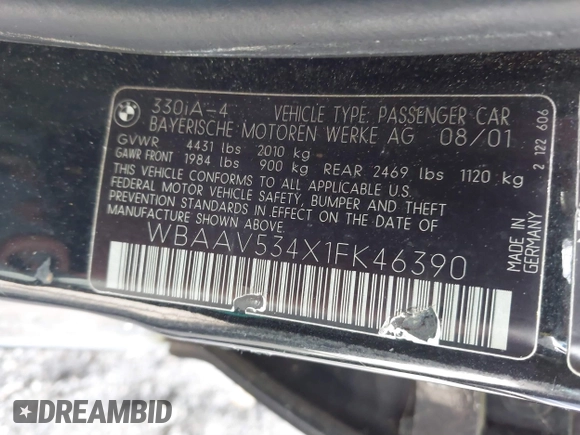 BMW
330iA-4 VEHICLE TYPE: PASSENGER CAR
BAYERISCHE MOTOREN WERKE AG 08/01
GVWR 4431 lbs 2010 kg
GAWR FRONT 1984 lbs 900 kg REAR 2469 lbs 1120 kg
THIS VEHICLE CONFORMS TO ALL APPLICABLE U.S.
FEDERAL MOTOR VEHICLE SAFETY, BUMPER AND THEFT
PREVENTION STANDARDS IN EFFECT ON THE DATE OF
MANUFACTURE SHOWN ABOVE.
WBAAV534X1FK46390
MADE IN
GERMANY
2 122 606
DREAMBID